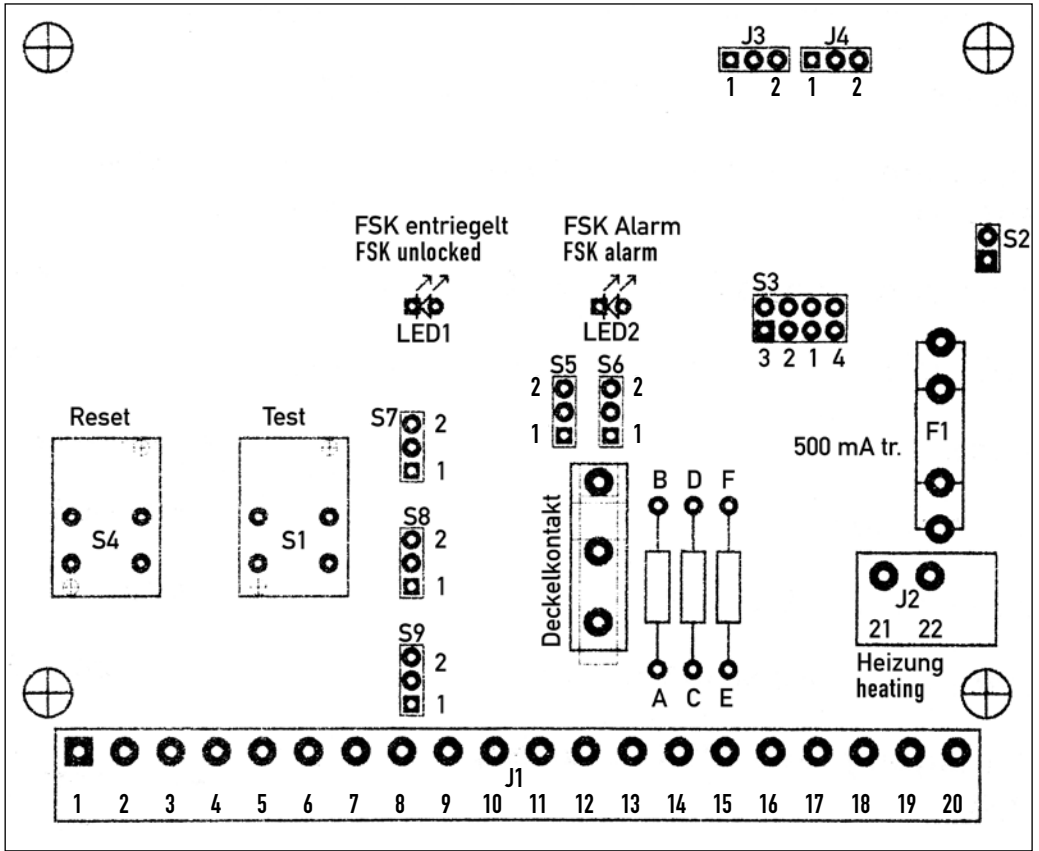 J3 J4
1 2 1 2
FSK entriegelt
FSK unlocked
FSK Alarm
FSK alarm
S2
LED1
LED2
S3
3 2 1 4
S5 S6
2 2
1 1
Reset
Test
S7
2
1
500 mA tr.
F1
S4
S1
S8
2
1
Deckelkontakt
B D F
A C E
J2
21 22
Heizung
heating
S9
2
1
J1
1 2 3 4 5 6 7 8 9 10 11 12 13 14 15 16 17 18 19 20